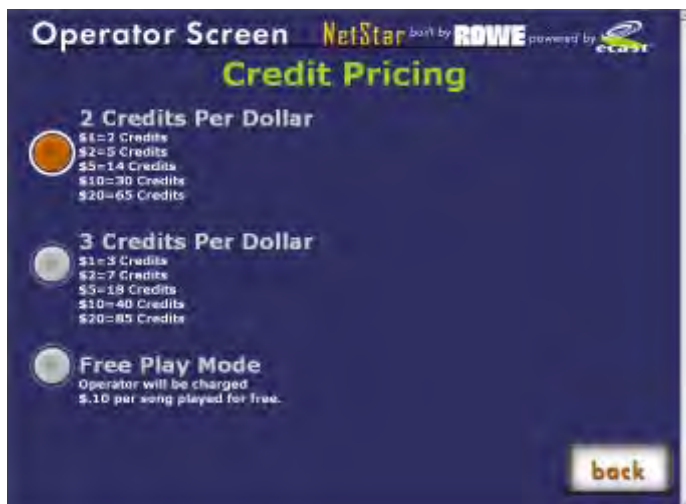 Operator Screen NetStar built by ROWE powered by ecast
Credit Pricing
2 Credits Per Dollar
$1=2 Credits
$2=5 Credits
$5=14 Credits
$10=30 Credits
$20=65 Credits
3 Credits Per Dollar
$1=3 Credits
$2=7 Credits
$5=18 Credits
$10=40 Credits
$20=85 Credits
Free Play Mode
Operator will be charged
$.10 per song played for free.
back